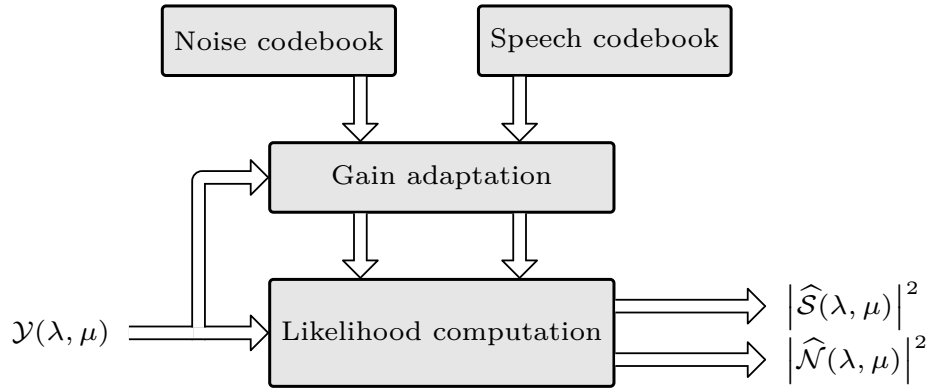 Noise codebook
Speech codebook
Gain adaptation
Likelihood computation
𝒴(λ, μ)
|𝒮̂(λ, μ)|²
|𝒩̂(λ, μ)|²